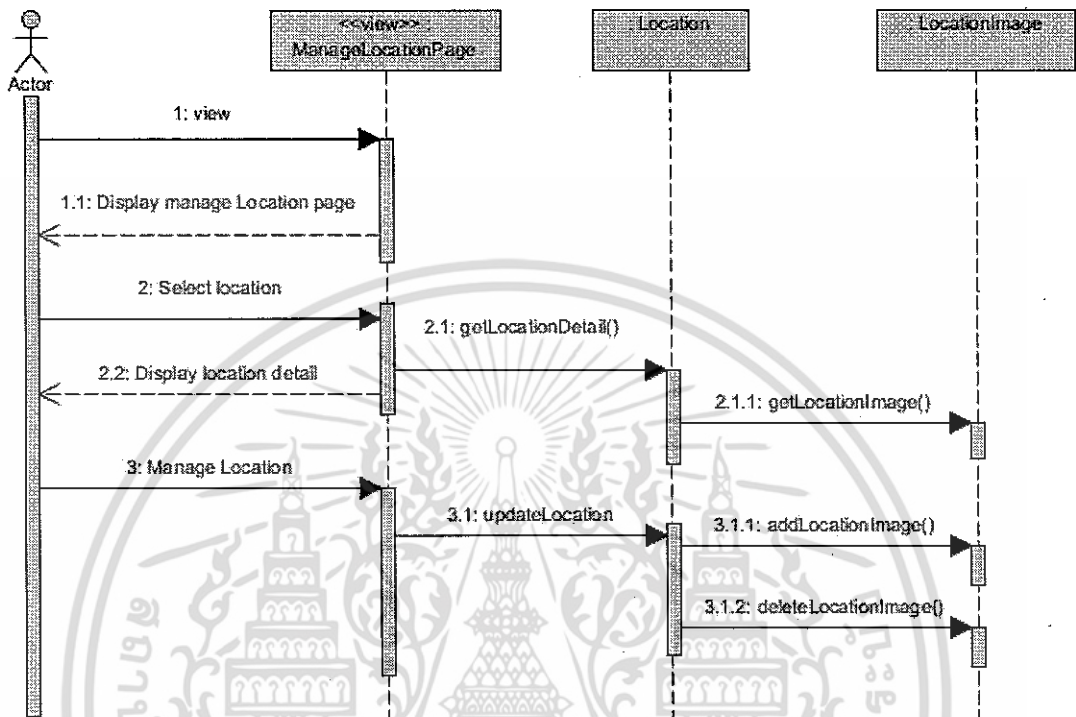 <<view>> :
ManageLocationPage
: Location
: LocationImage
Actor
1: view
1.1: Display manage Location page
2: Select location
2.1: getLocationDetail()
2.2: Display location detail
2.1.1: getLocationImage()
3: Manage Location
3.1: updateLocation
3.1.1: addLocationImage()
3.1.2: deleteLocationImage()